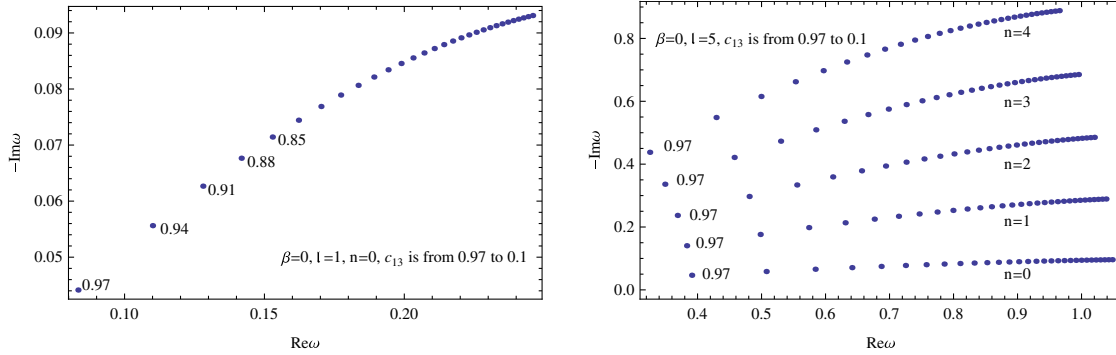 0.09
0.08
0.07
0.06
0.05
0.10
0.15
0.20
−Imω
Reω
0.97
0.94
0.91
0.88
0.85
β=0, l=1, n=0, c13 is from 0.97 to 0.1
0.8
0.6
0.4
0.2
0.0
0.4
0.5
0.6
0.7
0.8
0.9
1.0
−Imω
Reω
β=0, l=5, c13 is from 0.97 to 0.1
n=4
n=3
n=2
n=1
n=0
0.97
0.97
0.97
0.97
0.97